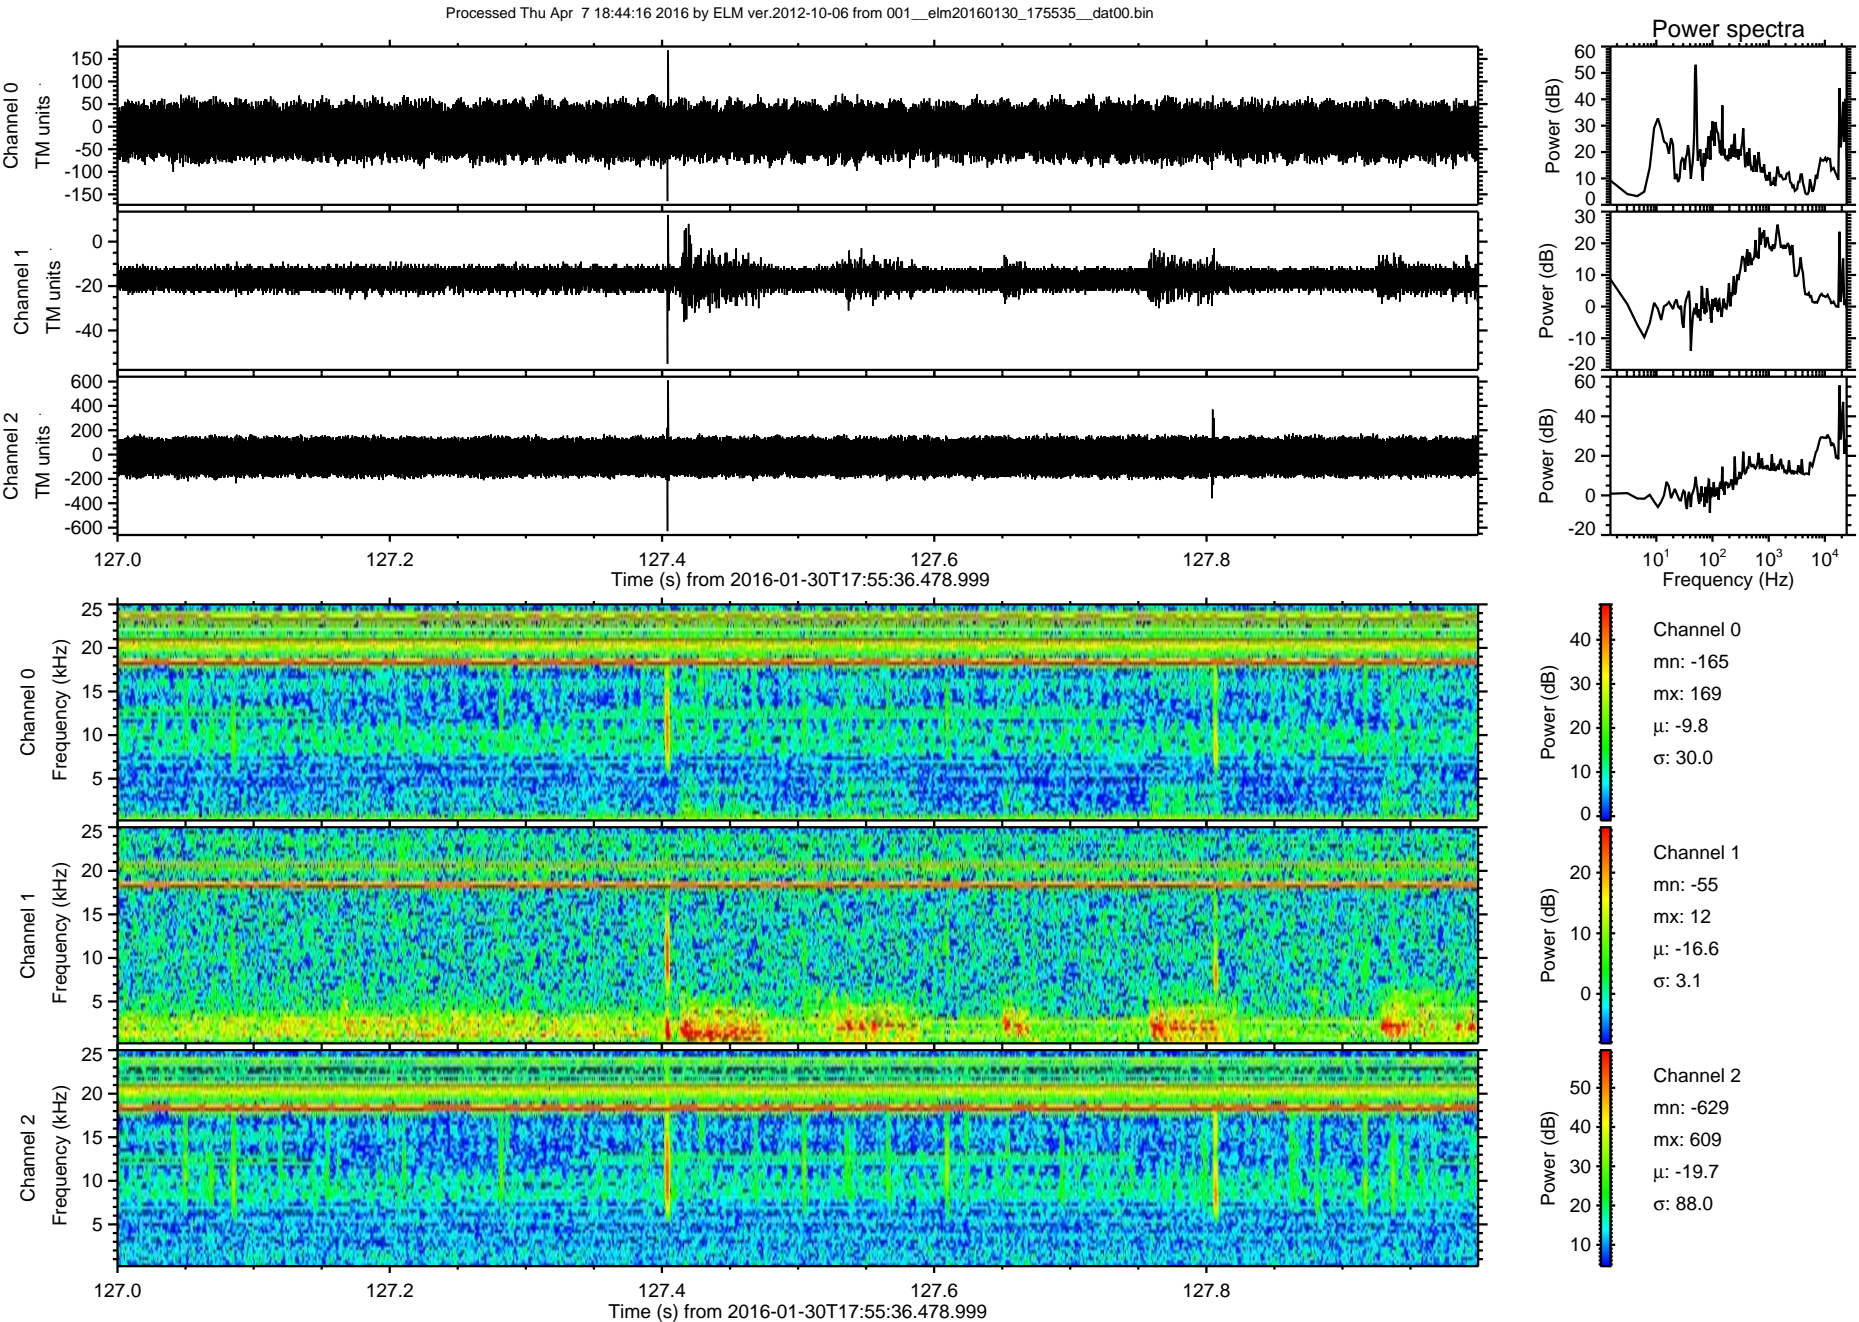 Processed Thu Apr  7 18:44:16 2016 by ELM ver.2012-10-06 from 001__elm20160130_175535__dat00.bin
Power spectra
Channel 0
TM units
150
100
50
0
-50
-100
-150
Power (dB)
60
50
40
30
20
10
0
Channel 1
TM units
0
-20
-40
Power (dB)
30
20
10
0
-10
-20
Channel 2
TM units
600
400
200
0
-200
-400
-600
Power (dB)
60
40
20
0
-20
127.0 127.2 127.4 127.6 127.8
Time (s) from 2016-01-30T17:55:36.478.999
10^1 10^2 10^3 10^4
Frequency (Hz)
Channel 0
Frequency (kHz)
25
20
15
10
5
Power (dB)
40
30
20
10
0
Channel 0
mn: -165
mx: 169
μ: -9.8
σ: 30.0
Channel 1
Frequency (kHz)
25
20
15
10
5
Power (dB)
20
10
0
Channel 1
mn: -55
mx: 12
μ: -16.6
σ: 3.1
Channel 2
Frequency (kHz)
25
20
15
10
5
Power (dB)
50
40
30
20
10
Channel 2
mn: -629
mx: 609
μ: -19.7
σ: 88.0
127.0 127.2 127.4 127.6 127.8
Time (s) from 2016-01-30T17:55:36.478.999